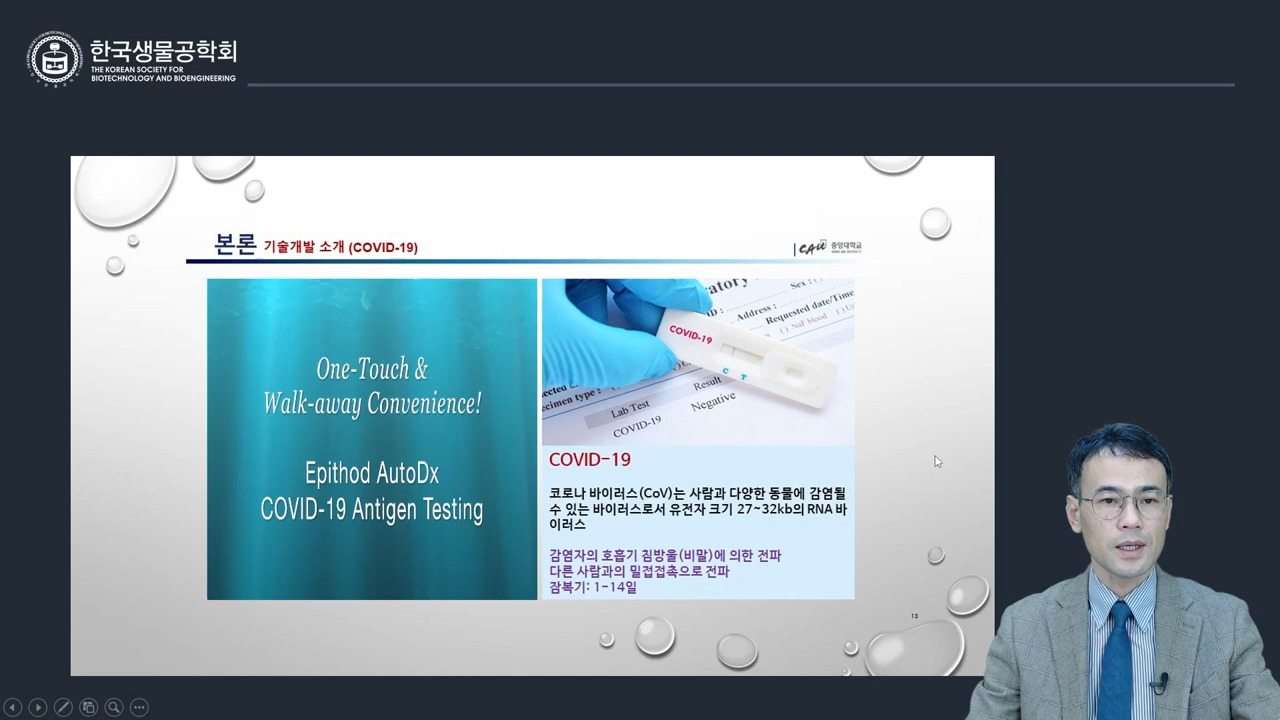 한국생물공학회
THE KOREAN SOCIETY FOR
BIOTECHNOLOGY AND BIOENGINEERING
본론 기술개발 소개 (COVID-19)
CAU 중앙대학교
One-Touch &
Walk-away Convenience!
Epithod AutoDx
COVID-19 Antigen Testing
Sex :
Address :
Requested date/Time
COVID-19
C T
Result
Lab Test
Negative
COVID-19
COVID-19
코로나 바이러스(CoV)는 사람과 다양한 동물에 감염될
수 있는 바이러스로서 유전자 크기 27~32kb의 RNA 바
이러스
감염자의 호흡기 침방울(비말)에 의한 전파
다른 사람과의 밀접접촉으로 전파
잠복기: 1-14일
13